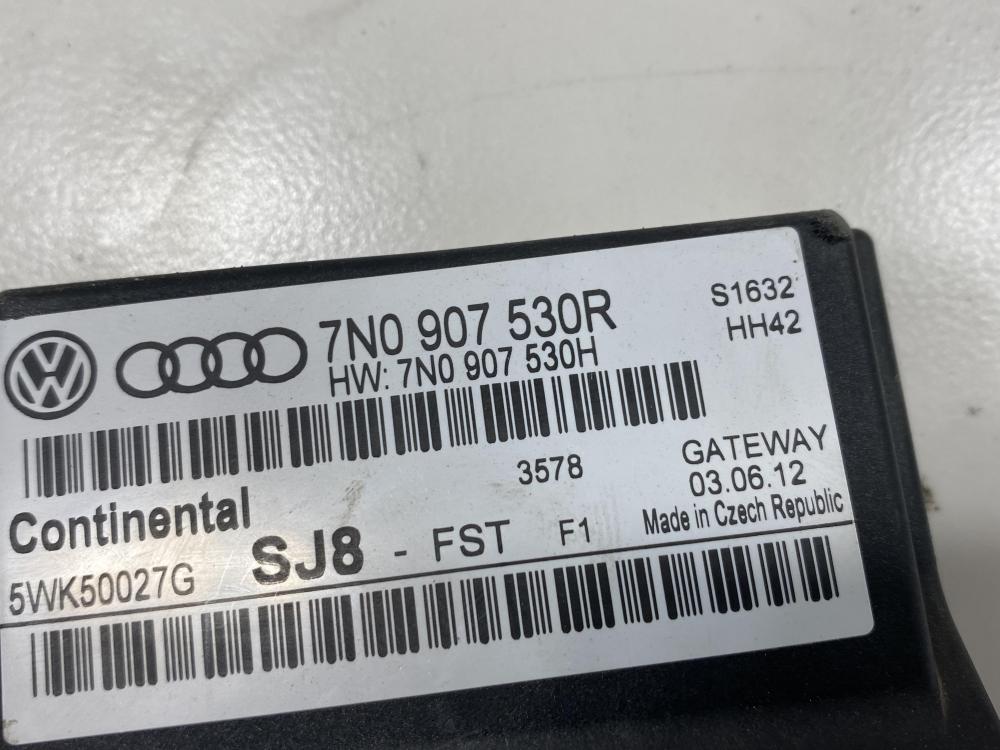 7N0 907 530R
S1632
HW: 7N0 907 530H
HH42
3578
GATEWAY
03.06.12
Continental
SJ8 - FST F1
Made in Czech Republic
5WK50027G